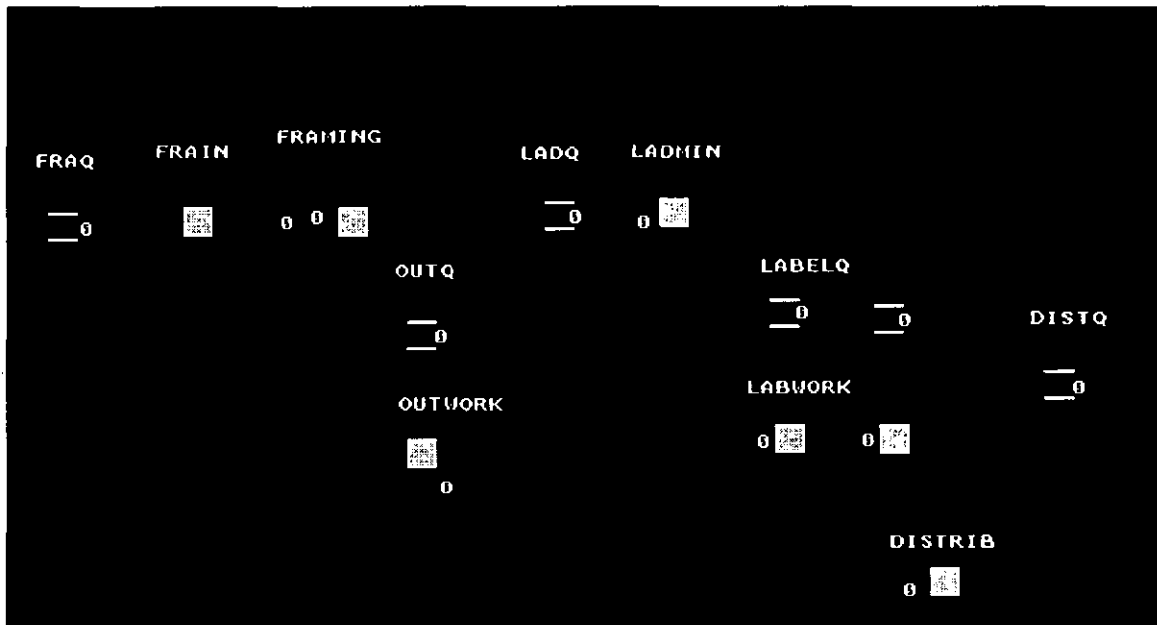 FRAMING
FRAQ FRAIN LADQ LADMIN
0 0 0 0 0
OUTQ LABELQ
0 0 0 DISTQ
OUTWORK LABWORK 0
0 0
0
DISTRIB
0